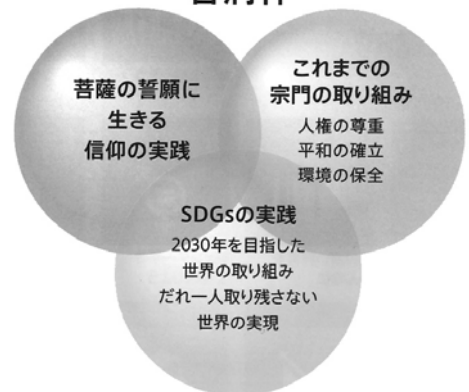 菩薩の誓願に
生きる
信仰の実践
これまでの
宗門の取り組み
人権の尊重
平和の確立
環境の保全
SDGsの実践
2030年を目指した
世界の取り組み
だれ一人取り残さない
世界の実現